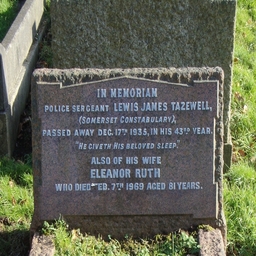 IN MEMORIAM
POLICE SERGEANT LEWIS JAMES TAZEWELL,
(SOMERSET CONSTABULARY),
PASSED AWAY DEC. 17TH 1935, IN HIS 43RD YEAR.
"HE GIVETH HIS BELOVED SLEEP."
ALSO OF HIS WIFE
ELEANOR RUTH
WHO DIED FEB. 7TH 1969 AGED 81 YEARS.